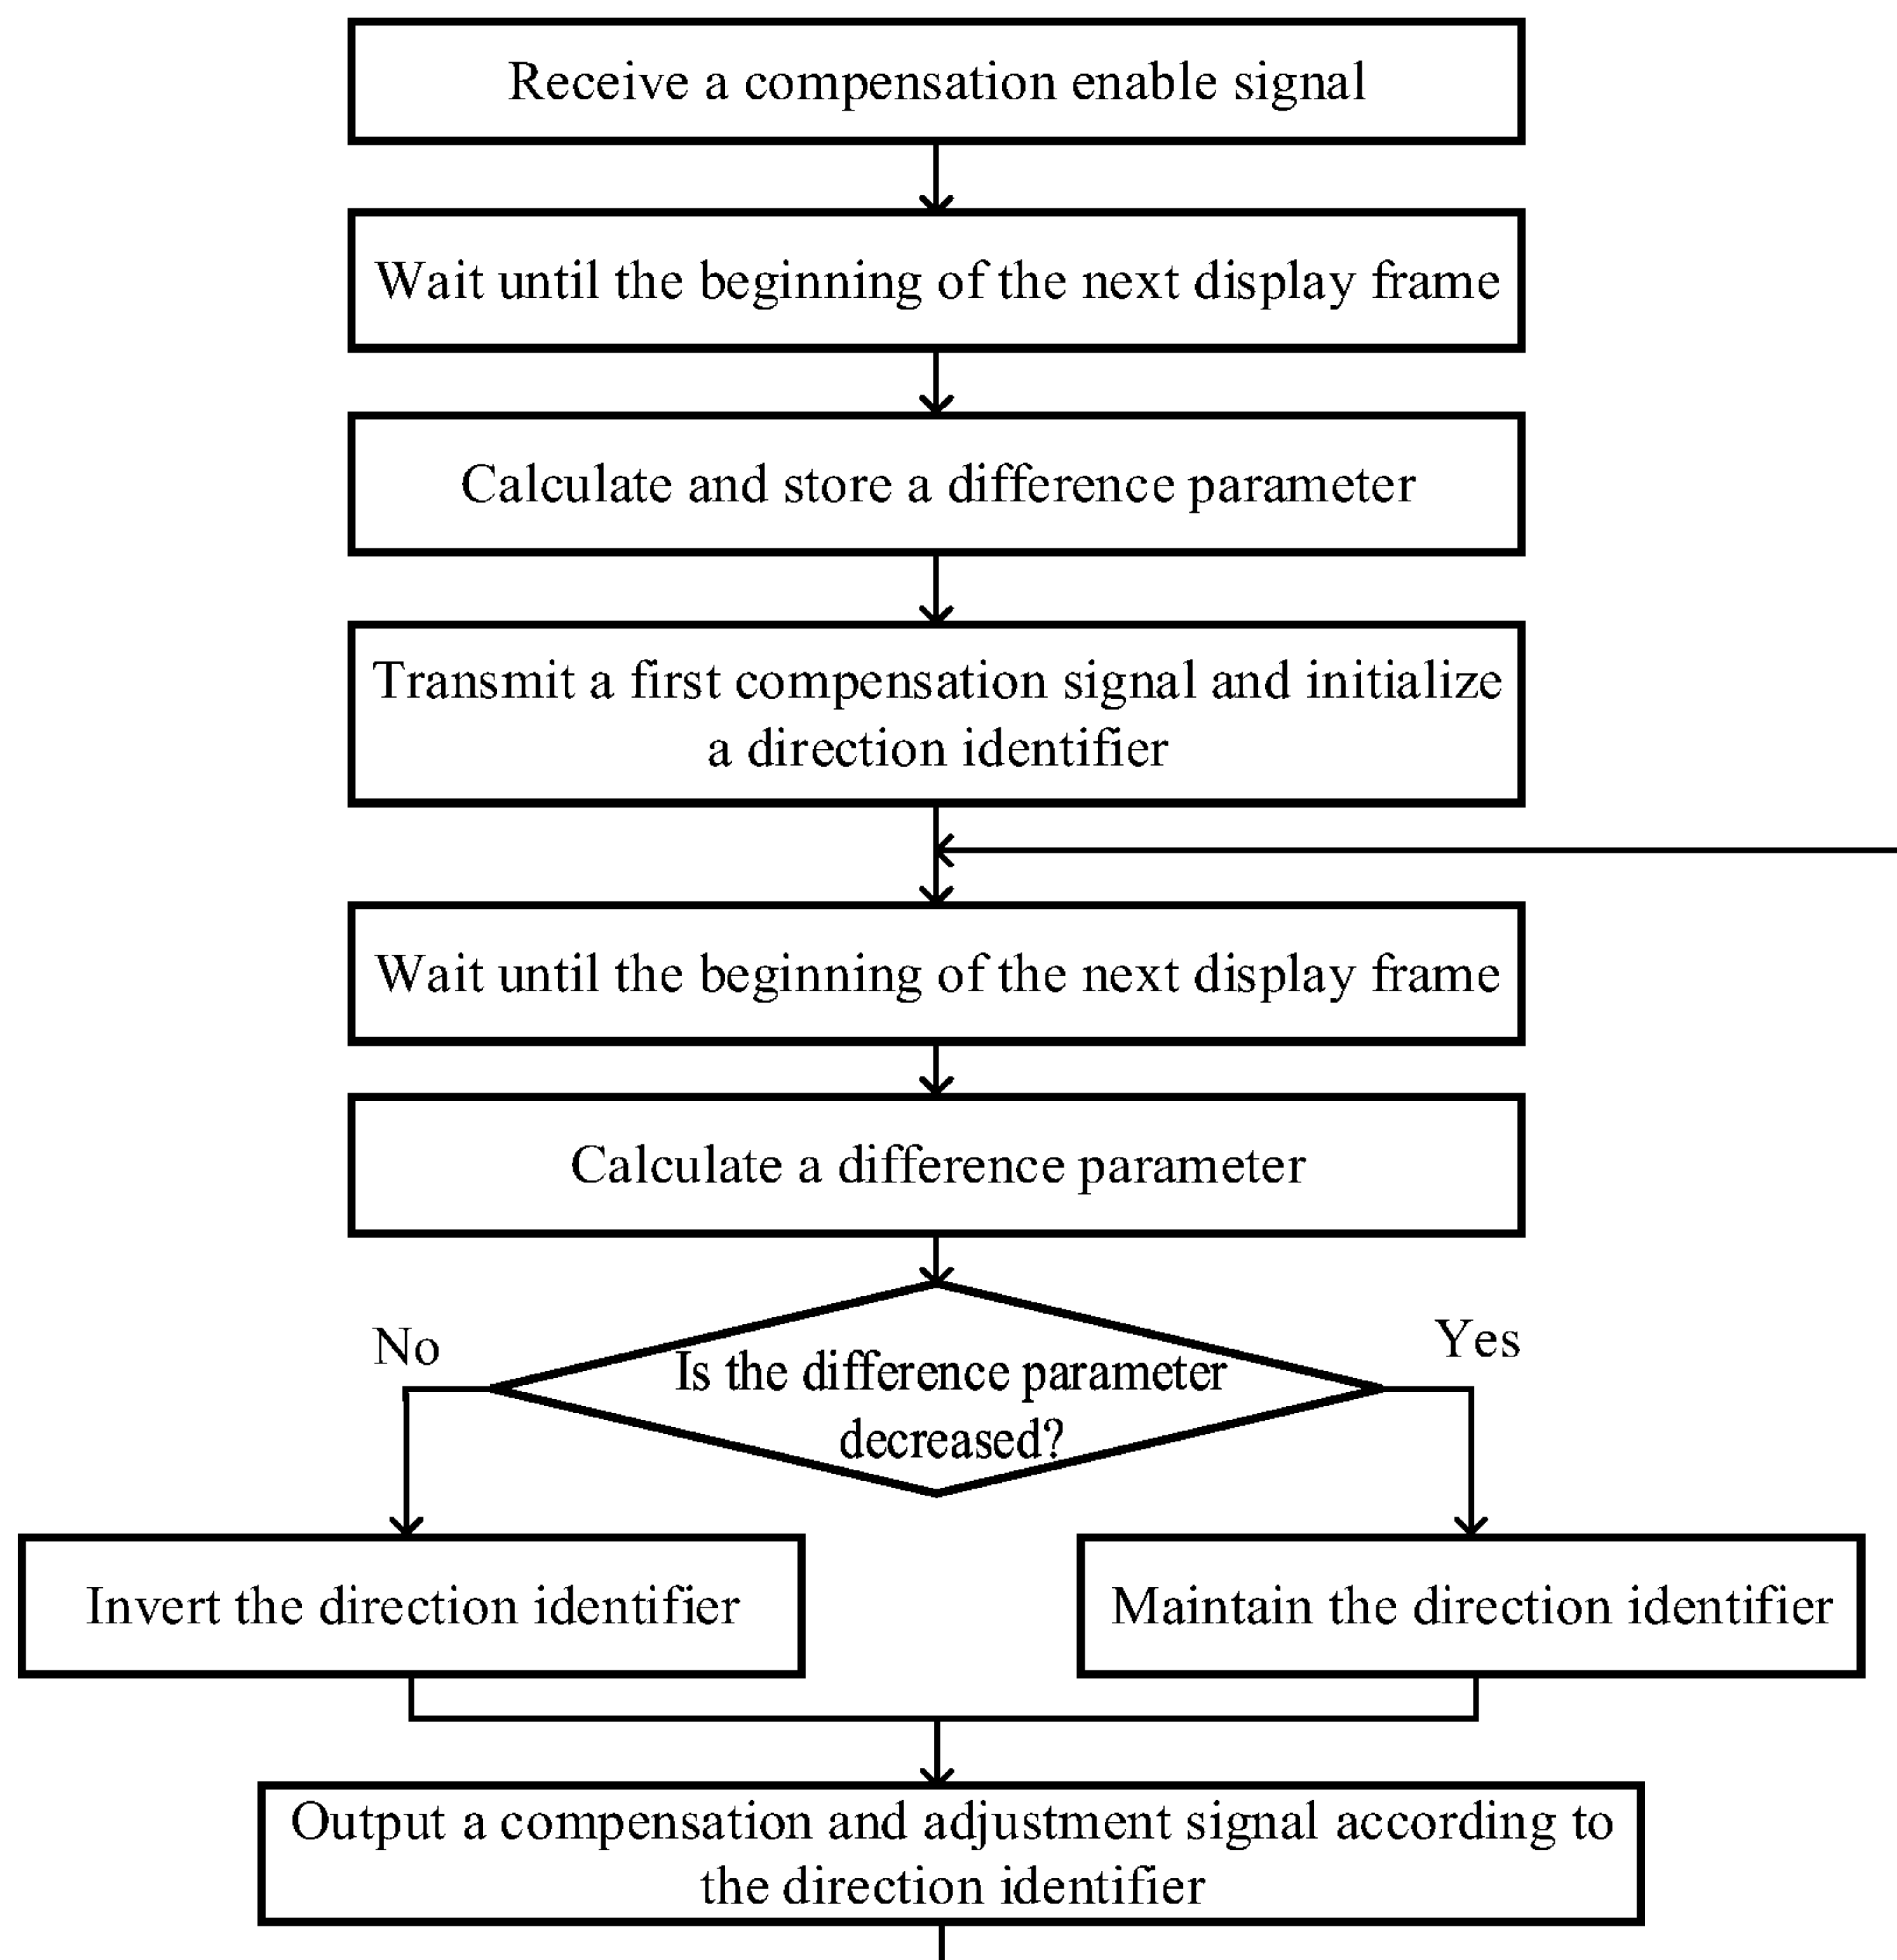 Receive a compensation enable signal
Wait until the beginning of the next display frame
Calculate and store a difference parameter
Transmit a first compensation signal and initialize
a direction identifier
Wait until the beginning of the next display frame
Calculate a difference parameter
No
Yes
Is the difference parameter
decreased?
Invert the direction identifier
Maintain the direction identifier
Output a compensation and adjustment signal according to
the direction identifier